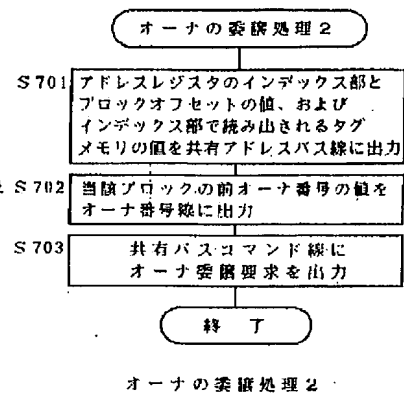 オーナの委譲処理2
S701
アドレスレジスタのインデックス部と
ブロックオフセットの値、および
インデックス部で読み出されるタグ
メモリの値を共有アドレスバス線に出力
S702
当該ブロックの前オーナ番号の値を
オーナ番号線に出力
S703
共有バスコマンド線に
オーナ委譲要求を出力
終了
オーナの委譲処理2